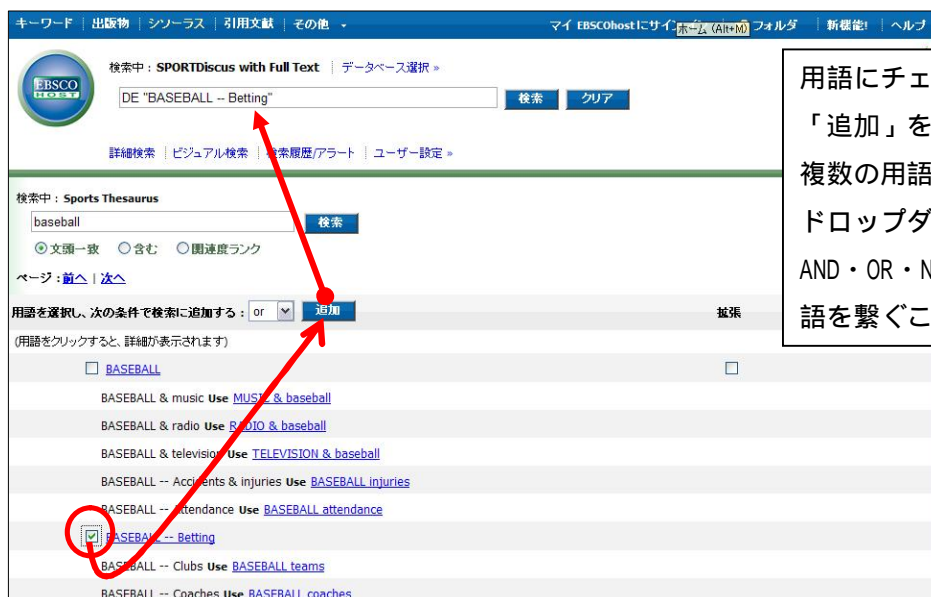 キーワード | 出版物 | シソーラス | 引用文献 | その他
マイ EBSCOhostにサイ
ホーム (Alt+M)
フォルダ | 新機能! | ヘルプ
EBSCO HOST
検索中 : SPORTDiscus with Full Text | データベース選択 »
DE "BASEBALL -- Betting"
検索
クリア
詳細検索 | ビジュアル検索 | 検索履歴/アラート | ユーザー設定 »
用語にチェ
「追加」を
複数の用語
ドロップダ
AND・OR・N
語を繋ぐこ
検索中 : Sports Thesaurus
baseball
検索
文頭一致 含む 関連度ランク
ページ : 前へ | 次へ
用語を選択し、次の条件で検索に追加する : or 追加
拡張
(用語をクリックすると、詳細が表示されます)
BASEBALL
BASEBALL & music Use MUSIC & baseball
BASEBALL & radio Use RADIO & baseball
BASEBALL & television Use TELEVISION & baseball
BASEBALL -- Accidents & injuries Use BASEBALL injuries
BASEBALL -- Attendance Use BASEBALL attendance
BASEBALL -- Betting
BASEBALL -- Clubs Use BASEBALL teams
BASEBALL -- Coaches Use BASEBALL coaches